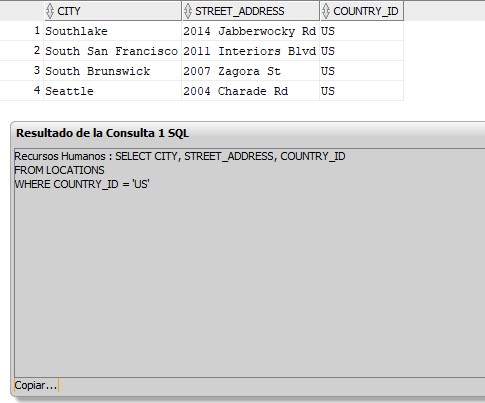 CITY STREET_ADDRESS COUNTRY_ID
1 Southlake 2014 Jabberwocky Rd US
2 South San Francisco 2011 Interiors Blvd US
3 South Brunswick 2007 Zagora St US
4 Seattle 2004 Charade Rd US
Resultado de la Consulta 1 SQL
Recursos Humanos : SELECT CITY, STREET_ADDRESS, COUNTRY_ID
FROM LOCATIONS
WHERE COUNTRY_ID = 'US'
Copiar...